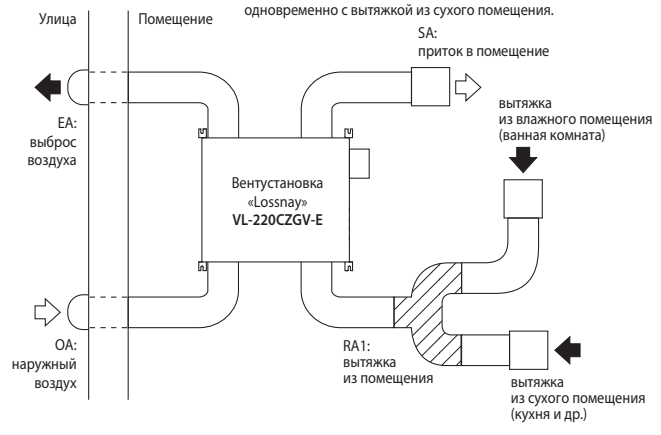 одновременно с вытяжкой из сухого помещения.
Улица
Помещение
SA:
приток в помещение
EA:
выброс
воздуха
вытяжка
из влажного помещения
(ванная комната)
Вентустановка
«Lossnay»
VL-220CZGV-E
OA:
наружный
воздух
RA1:
вытяжка
из помещения
вытяжка
из сухого помещения
(кухня и др.)